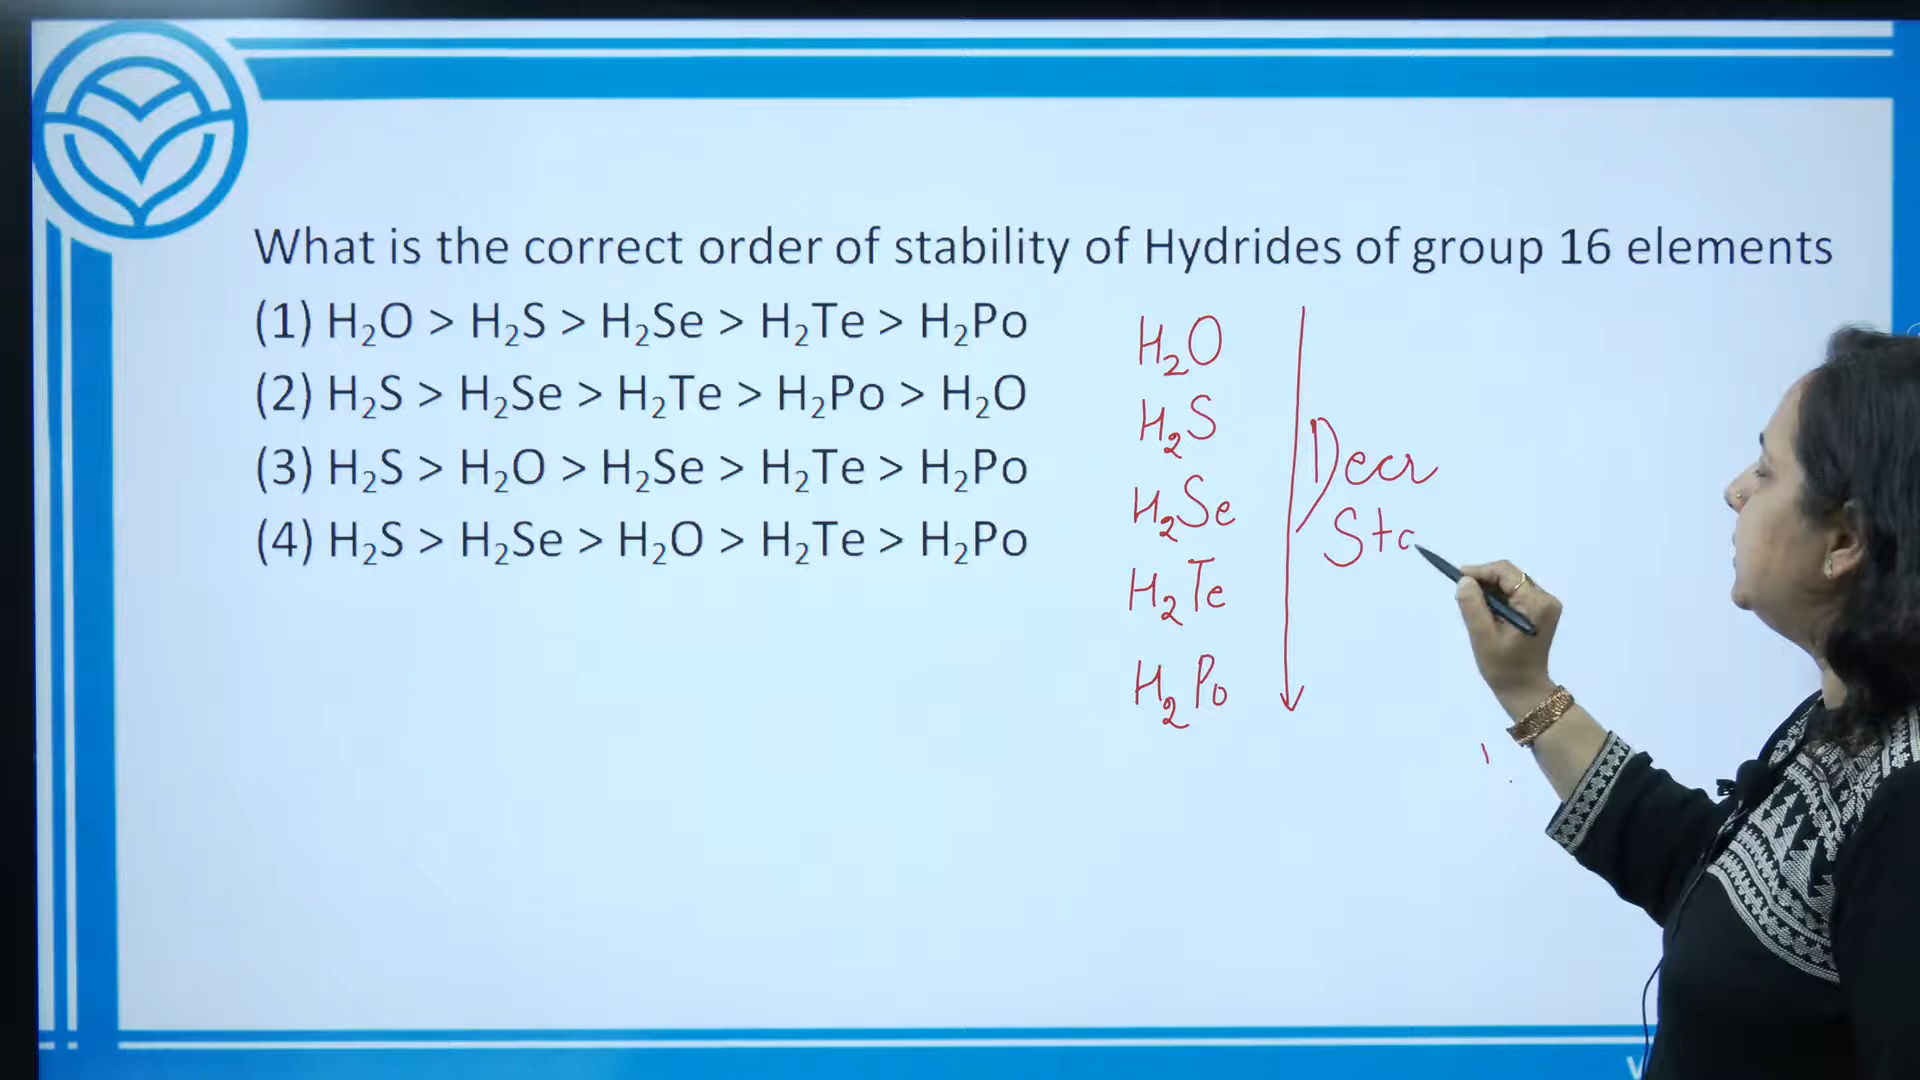 What is the correct order of stability of Hydrides of group 16 elements
(1) H₂O > H₂S > H₂Se > H₂Te > H₂Po
(2) H₂S > H₂Se > H₂Te > H₂Po > H₂O
(3) H₂S > H₂O > H₂Se > H₂Te > H₂Po
(4) H₂S > H₂Se > H₂O > H₂Te > H₂Po
H₂O
H₂S
H₂Se
H₂Te
H₂Po
Decr
Sta